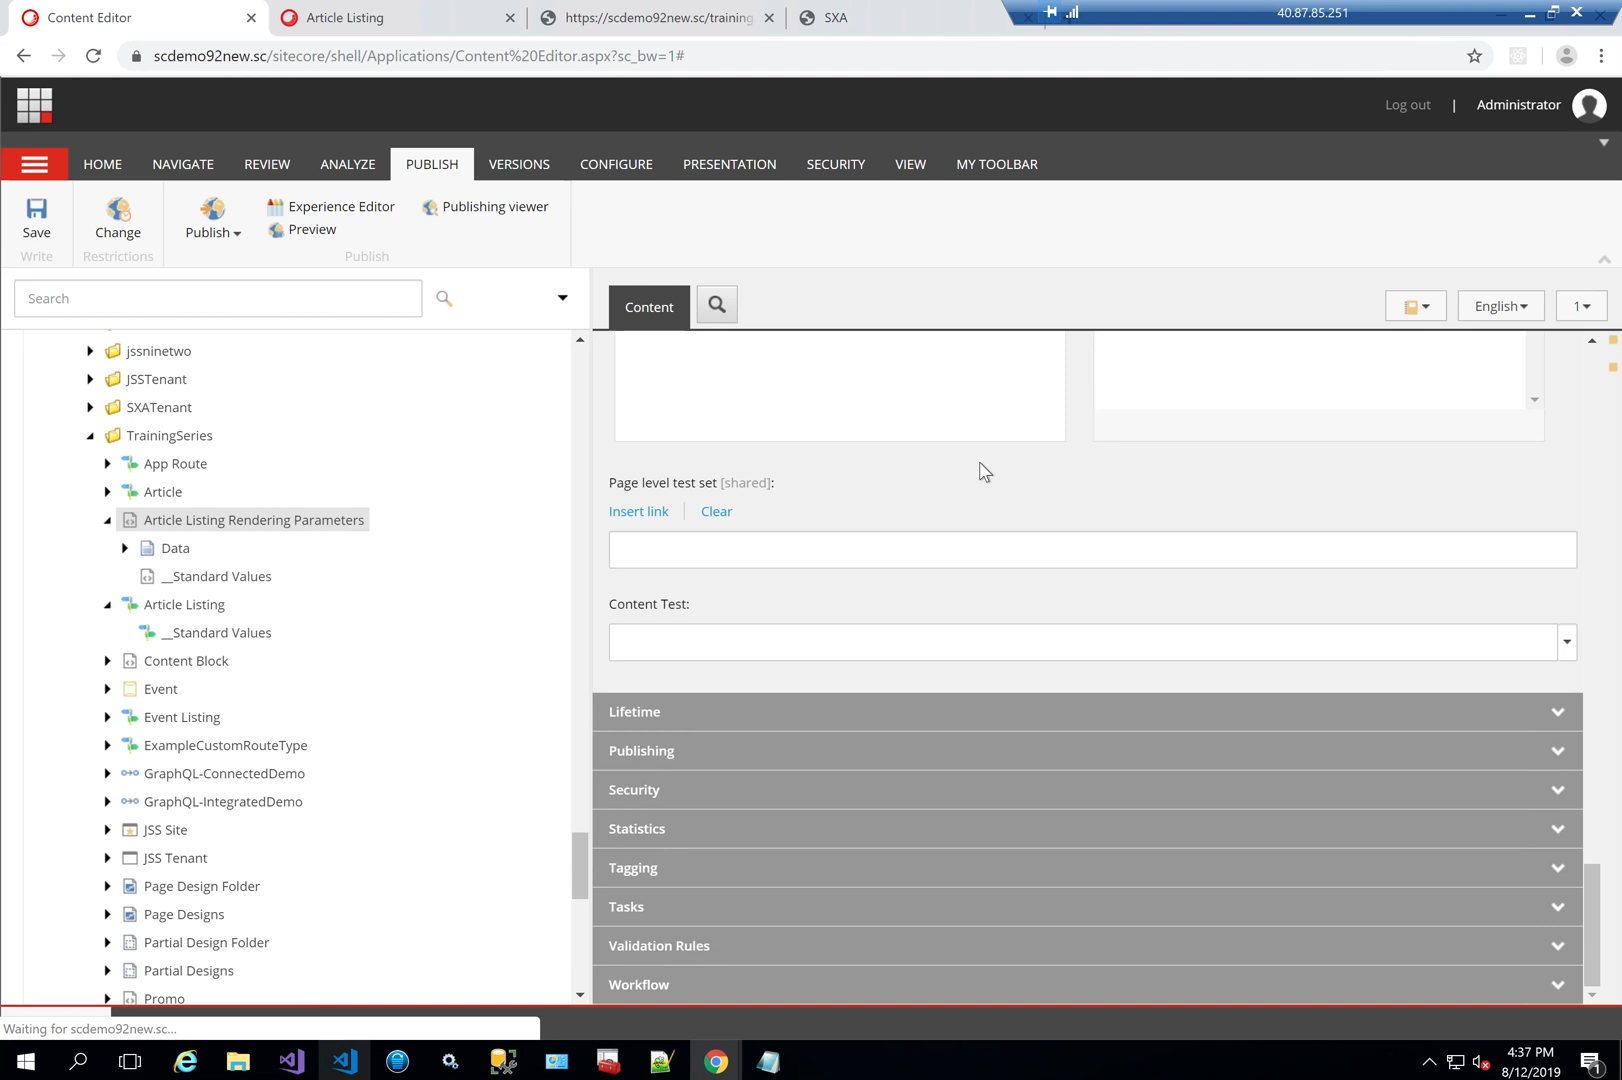 Content Editor
Article Listing
https://scdemo92new.sc/training
SXA
40.87.85.251
scdemo92new.sc/sitecore/shell/Applications/Content%20Editor.aspx?sc_bw=1#
Log out | Administrator
HOME NAVIGATE REVIEW ANALYZE PUBLISH VERSIONS CONFIGURE PRESENTATION SECURITY VIEW MY TOOLBAR
Save
Write
Change
Restrictions
Publish
Experience Editor
Preview
Publishing viewer
Publish
Search
Content
English
1
jssninetwo
JSSTenant
SXATenant
TrainingSeries
App Route
Article
Article Listing Rendering Parameters
Data
__Standard Values
Article Listing
__Standard Values
Content Block
Event
Event Listing
ExampleCustomRouteType
GraphQL-ConnectedDemo
GraphQL-IntegratedDemo
JSS Site
JSS Tenant
Page Design Folder
Page Designs
Partial Design Folder
Partial Designs
Promo
Page level test set [shared]:
Insert link | Clear
Content Test:
Lifetime
Publishing
Security
Statistics
Tagging
Tasks
Validation Rules
Workflow
Waiting for scdemo92new.sc...
4:37 PM
8/12/2019
1